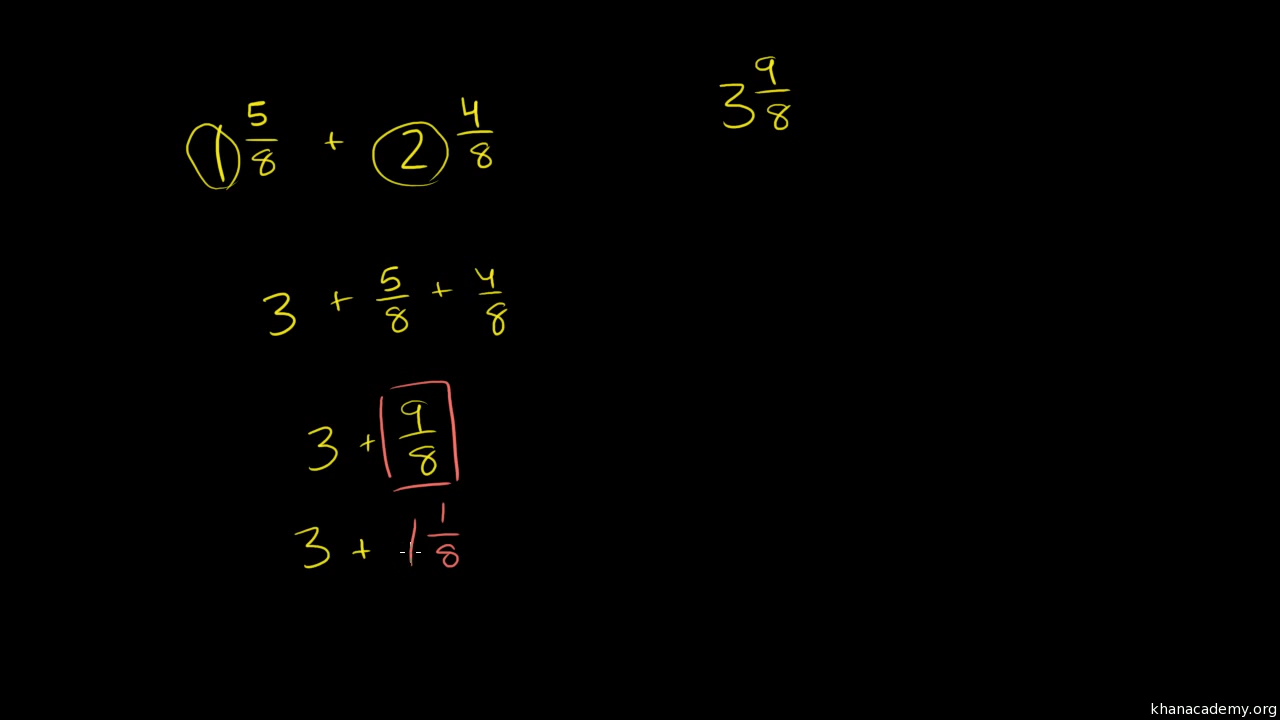 1 5/8 + 2 4/8
3 9/8
3 + 5/8 + 4/8
3 + 9/8
3 + 1 1/8
khanacademy.org